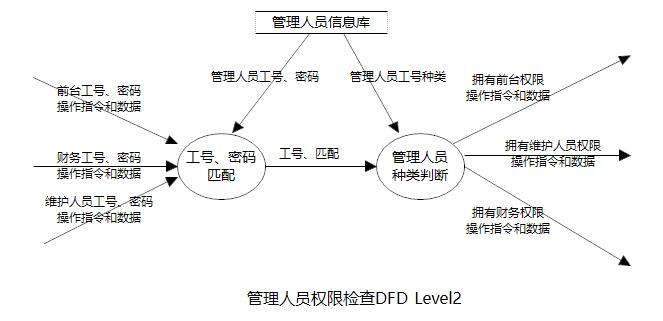 管理人员信息库
管理人员工号、密码
管理人员工号种类
前台工号、密码
操作指令和数据
财务工号、密码
操作指令和数据
维护人员工号、密码
操作指令和数据
工号、密码
匹配
工号、匹配
管理人员
种类判断
拥有前台权限
操作指令和数据
拥有维护人员权限
操作指令和数据
拥有财务权限
操作指令和数据
管理人员权限检查DFD Level2